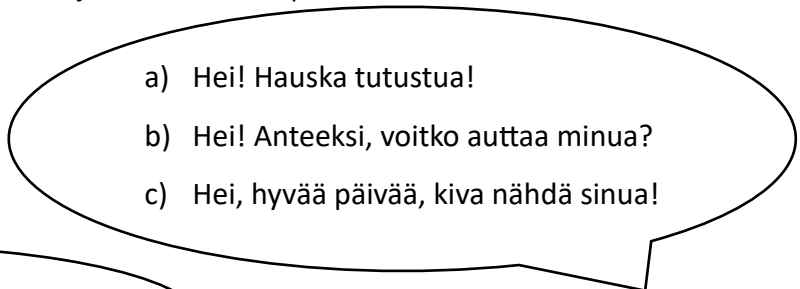 a) Hei! Hauska tutustua!
b) Hei! Anteeksi, voitko auttaa minua?
c) Hei, hyvää päivää, kiva nähdä sinua!